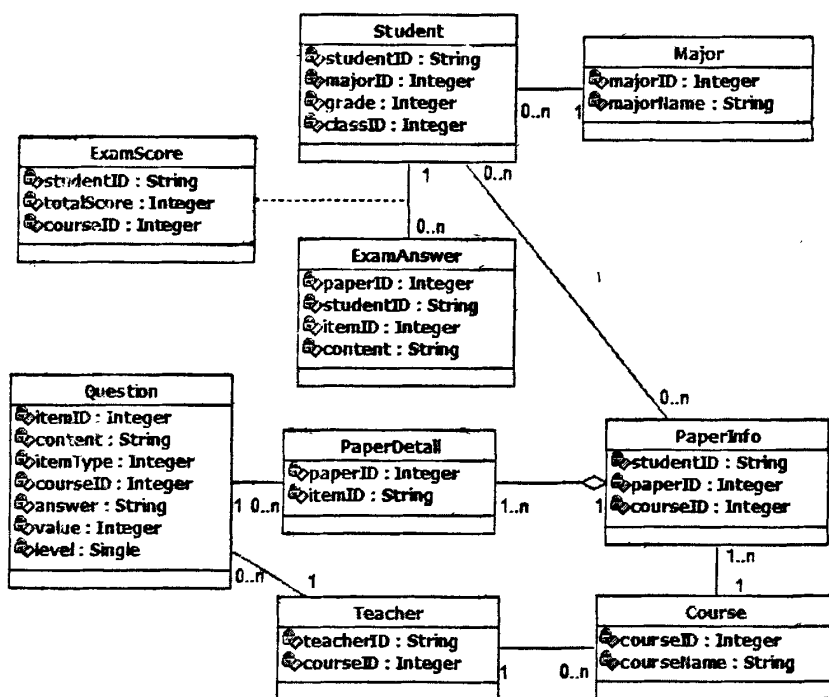 Student
studentID : String
majorID : Integer
grade : Integer
classID : Integer
Major
majorID : Integer
majorName : String
0..n
1
ExamScore
studentID : String
totalScore : Integer
courseID : Integer
1
0..n
0..n
ExamAnswer
paperID : Integer
studentID : String
itemID : Integer
content : String
0..n
Question
itemID : Integer
content : String
itemType : Integer
courseID : Integer
answer : String
value : Integer
level : Single
PaperDetail
paperID : Integer
itemID : String
PaperInfo
studentID : String
paperID : Integer
courseID : Integer
1 0..n
1..n
1
0..n
1
1..n
1
Teacher
teacherID : String
courseID : Integer
Course
courseID : Integer
courseName : String
1
0..n